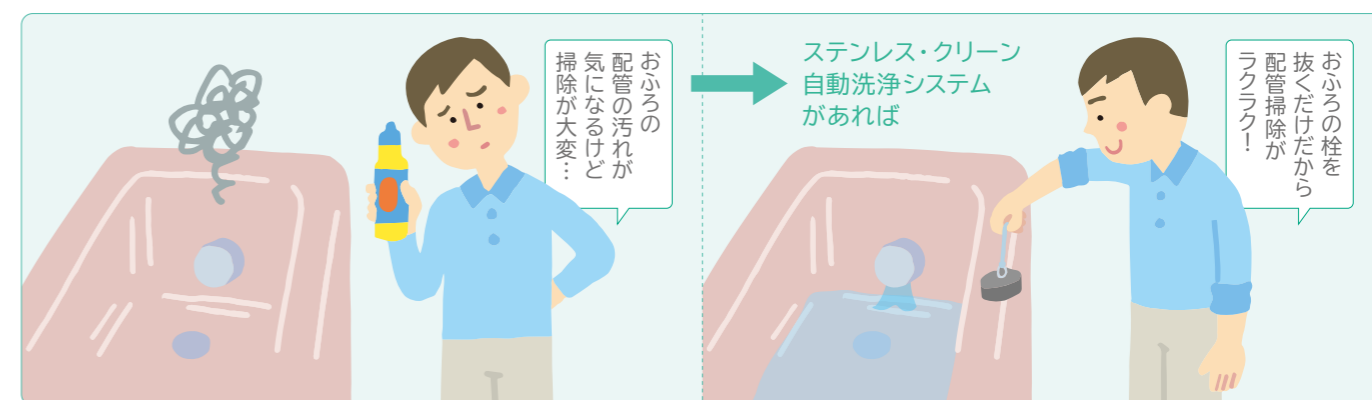 おふろの
配管の汚れが
気になるけど
掃除が大変…
ステンレス・クリーン
自動洗浄システム
があれば
おふろの栓を
抜くだけだから
配管掃除が
ラクラク！